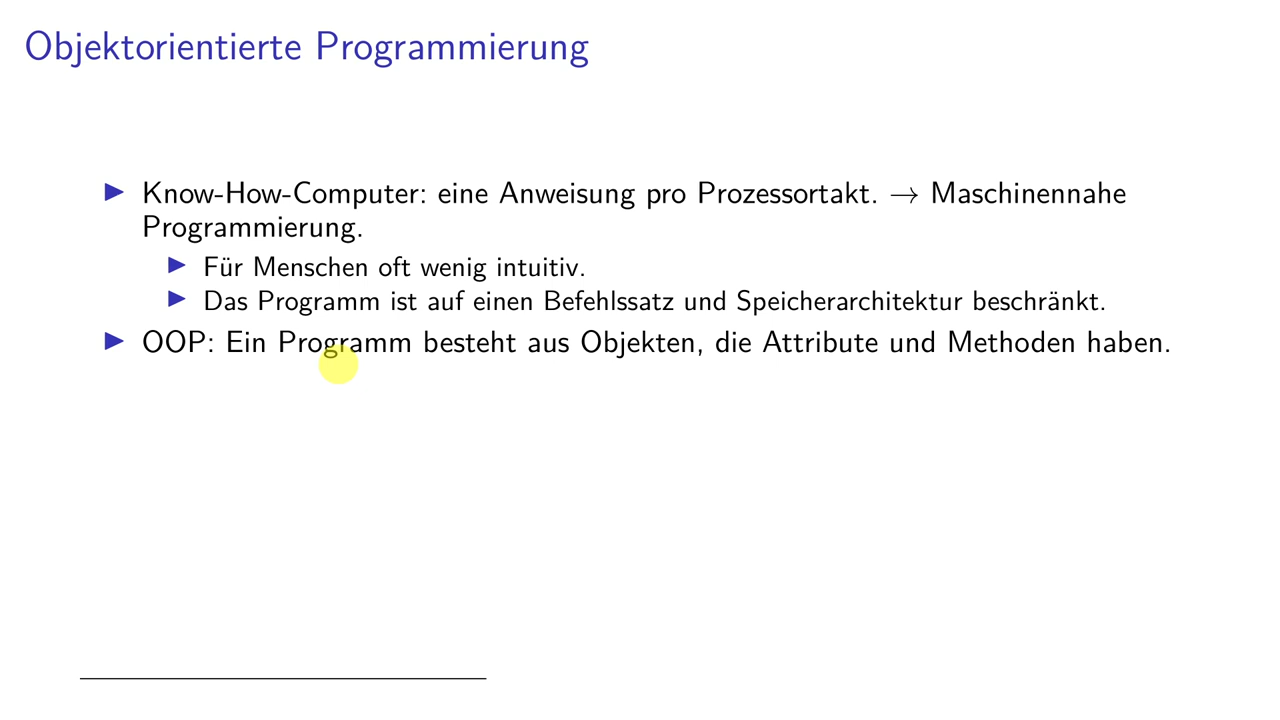 Objektorientierte Programmierung
▶ Know-How-Computer: eine Anweisung pro Prozessortakt. → Maschinennahe
Programmierung.
▶ Für Menschen oft wenig intuitiv.
▶ Das Programm ist auf einen Befehlssatz und Speicherarchitektur beschränkt.
▶ OOP: Ein Programm besteht aus Objekten, die Attribute und Methoden haben.